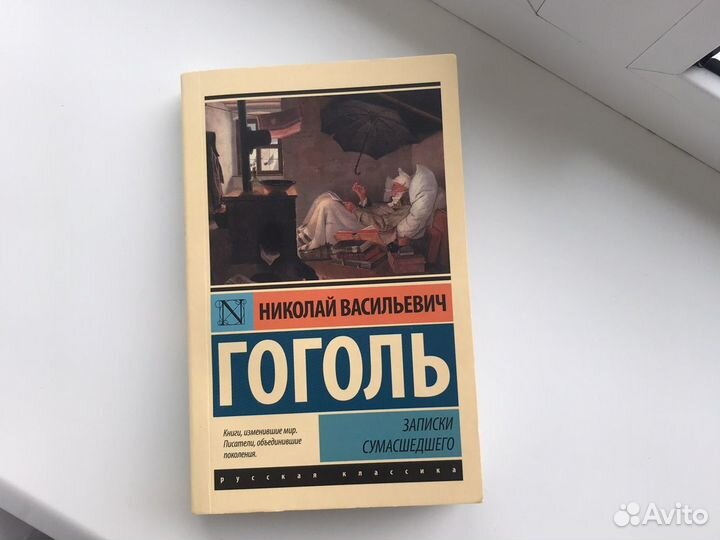 N
НИКОЛАЙ ВАСИЛЬЕВИЧ
ГОГОЛЬ
ЗАПИСКИ
СУМАСШЕДШЕГО
Книги, изменившие мир.
Писатели, объединившие
поколения.
русская классика
Avito